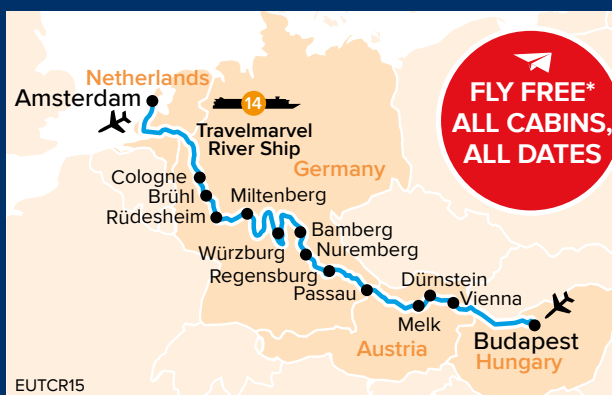 Netherlands
Amsterdam
14
Travelmarvel
River Ship
Germany
FLY FREE*
ALL CABINS,
ALL DATES
Cologne
Brühl
Rüdesheim
Miltenberg
Würzburg
Bamberg
Nuremberg
Regensburg
Passau
Dürnstein
Vienna
Melk
Budapest
Austria
Hungary
EUTCR15